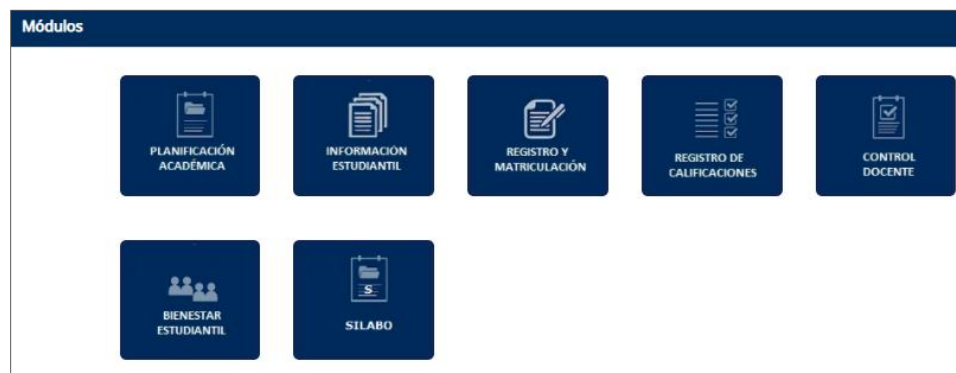 Módulos
PLANIFICACIÓN
ACADÉMICA
INFORMACIÓN
ESTUDIANTIL
REGISTRO Y
MATRICULACIÓN
REGISTRO DE
CALIFICACIONES
CONTROL
DOCENTE
BIENESTAR
ESTUDIANTIL
S
SILABO